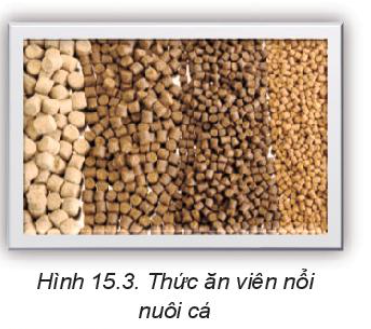 Hình 15.3. Thức ăn viên nổi
nuôi cá